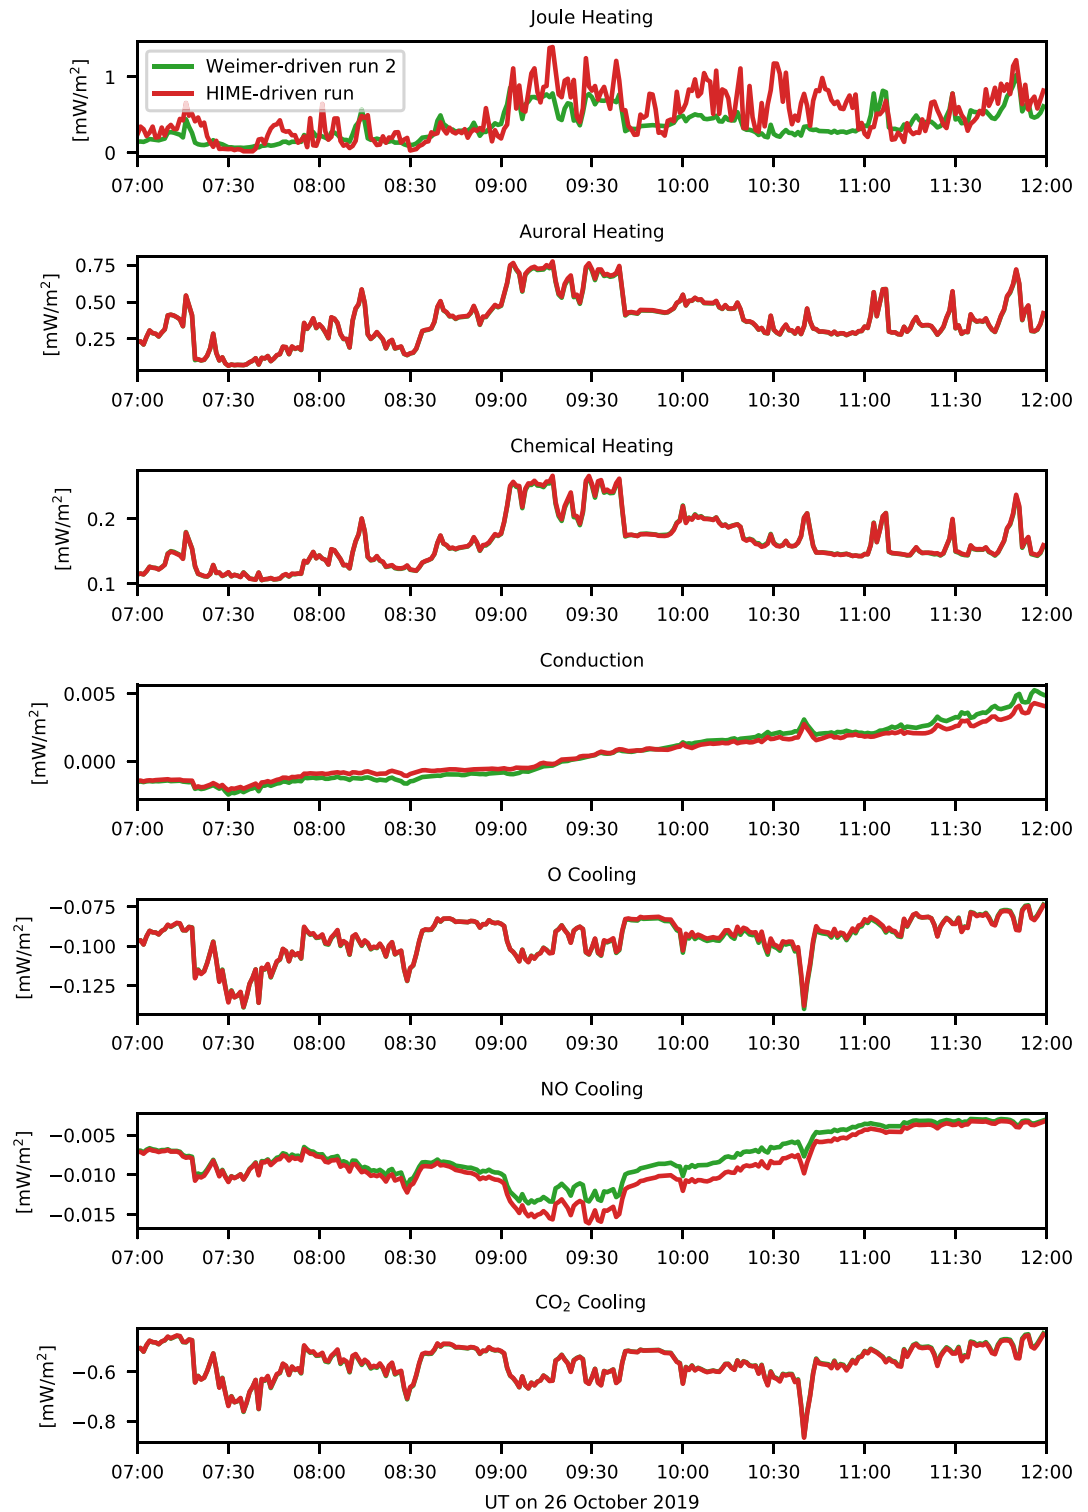 Joule Heating
[mW/m²]
1
0
Weimer-driven run 2
HIME-driven run
07:00 07:30 08:00 08:30 09:00 09:30 10:00 10:30 11:00 11:30 12:00
Auroral Heating
[mW/m²]
0.75
0.50
0.25
07:00 07:30 08:00 08:30 09:00 09:30 10:00 10:30 11:00 11:30 12:00
Chemical Heating
[mW/m²]
0.2
0.1
07:00 07:30 08:00 08:30 09:00 09:30 10:00 10:30 11:00 11:30 12:00
Conduction
[mW/m²]
0.005
0.000
07:00 07:30 08:00 08:30 09:00 09:30 10:00 10:30 11:00 11:30 12:00
O Cooling
[mW/m²]
−0.075
−0.100
−0.125
07:00 07:30 08:00 08:30 09:00 09:30 10:00 10:30 11:00 11:30 12:00
NO Cooling
[mW/m²]
−0.005
−0.010
−0.015
07:00 07:30 08:00 08:30 09:00 09:30 10:00 10:30 11:00 11:30 12:00
CO₂ Cooling
[mW/m²]
−0.6
−0.8
07:00 07:30 08:00 08:30 09:00 09:30 10:00 10:30 11:00 11:30 12:00
UT on 26 October 2019